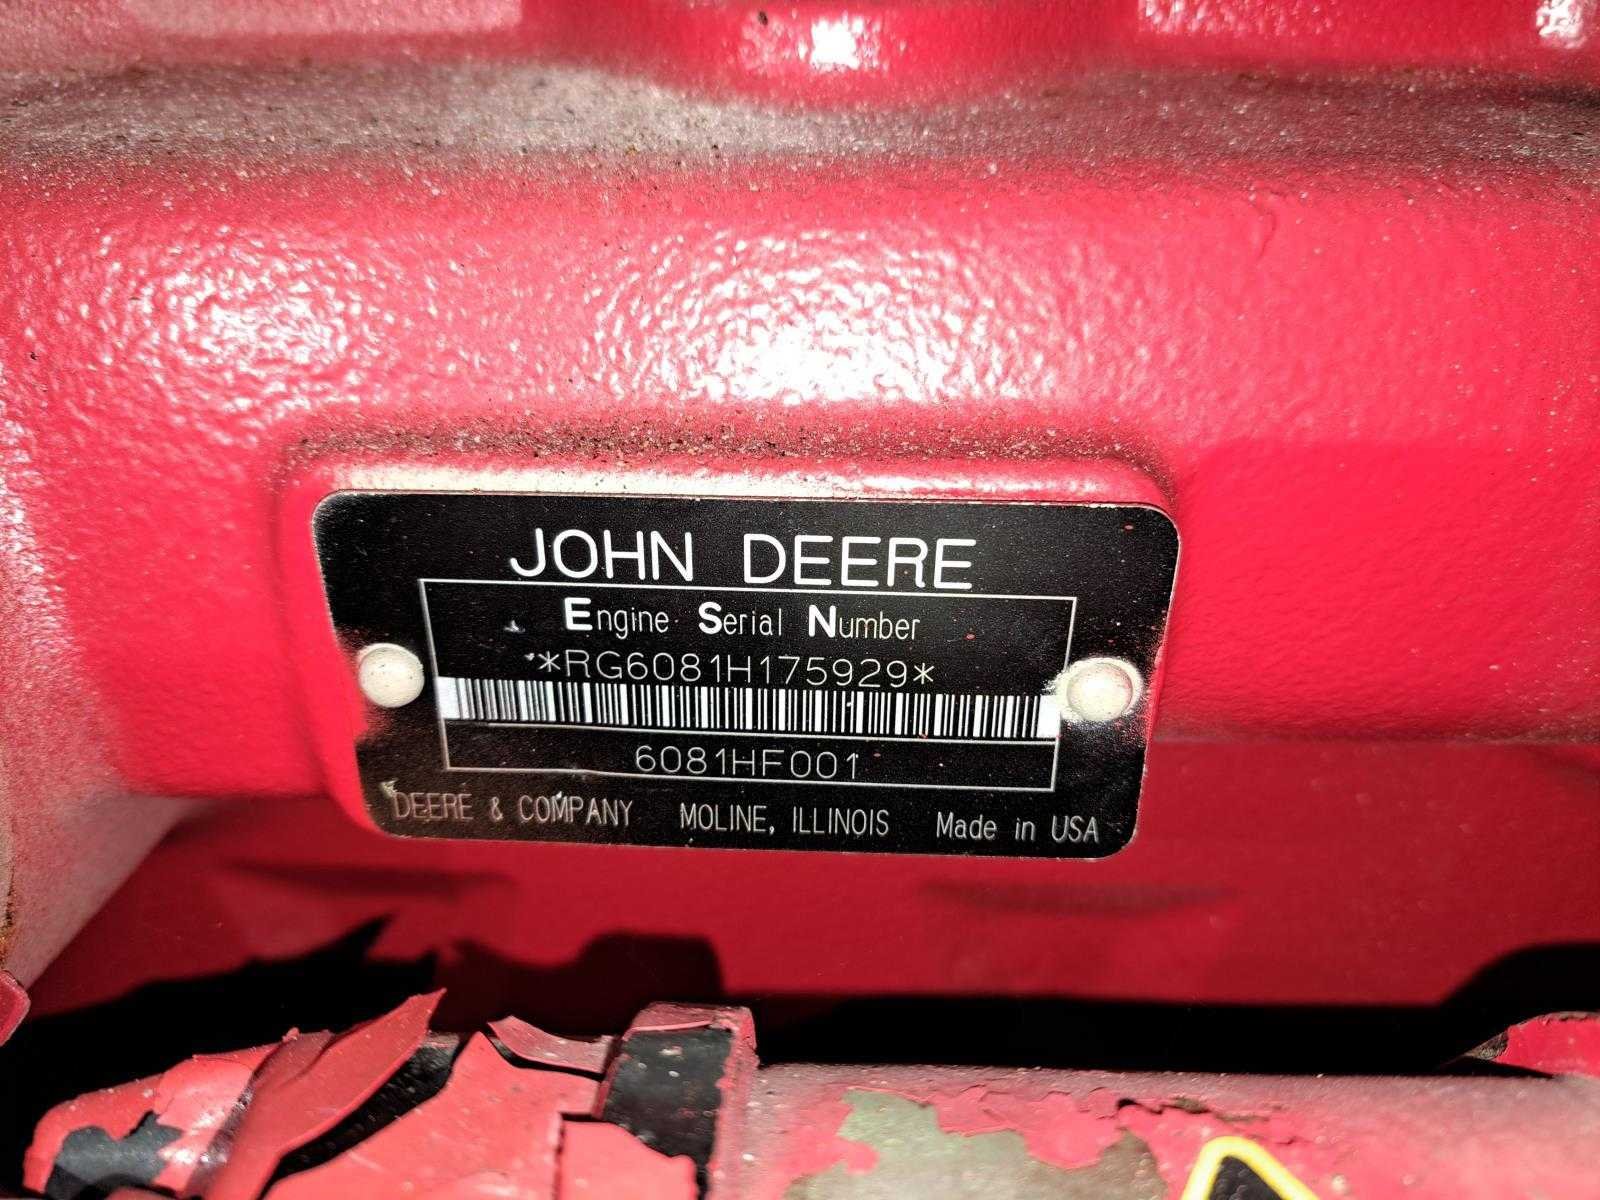 JOHN DEERE
Engine Serial Number
*RG6081H175929*
6081HF001
DEERE & COMPANY MOLINE, ILLINOIS Made in USA